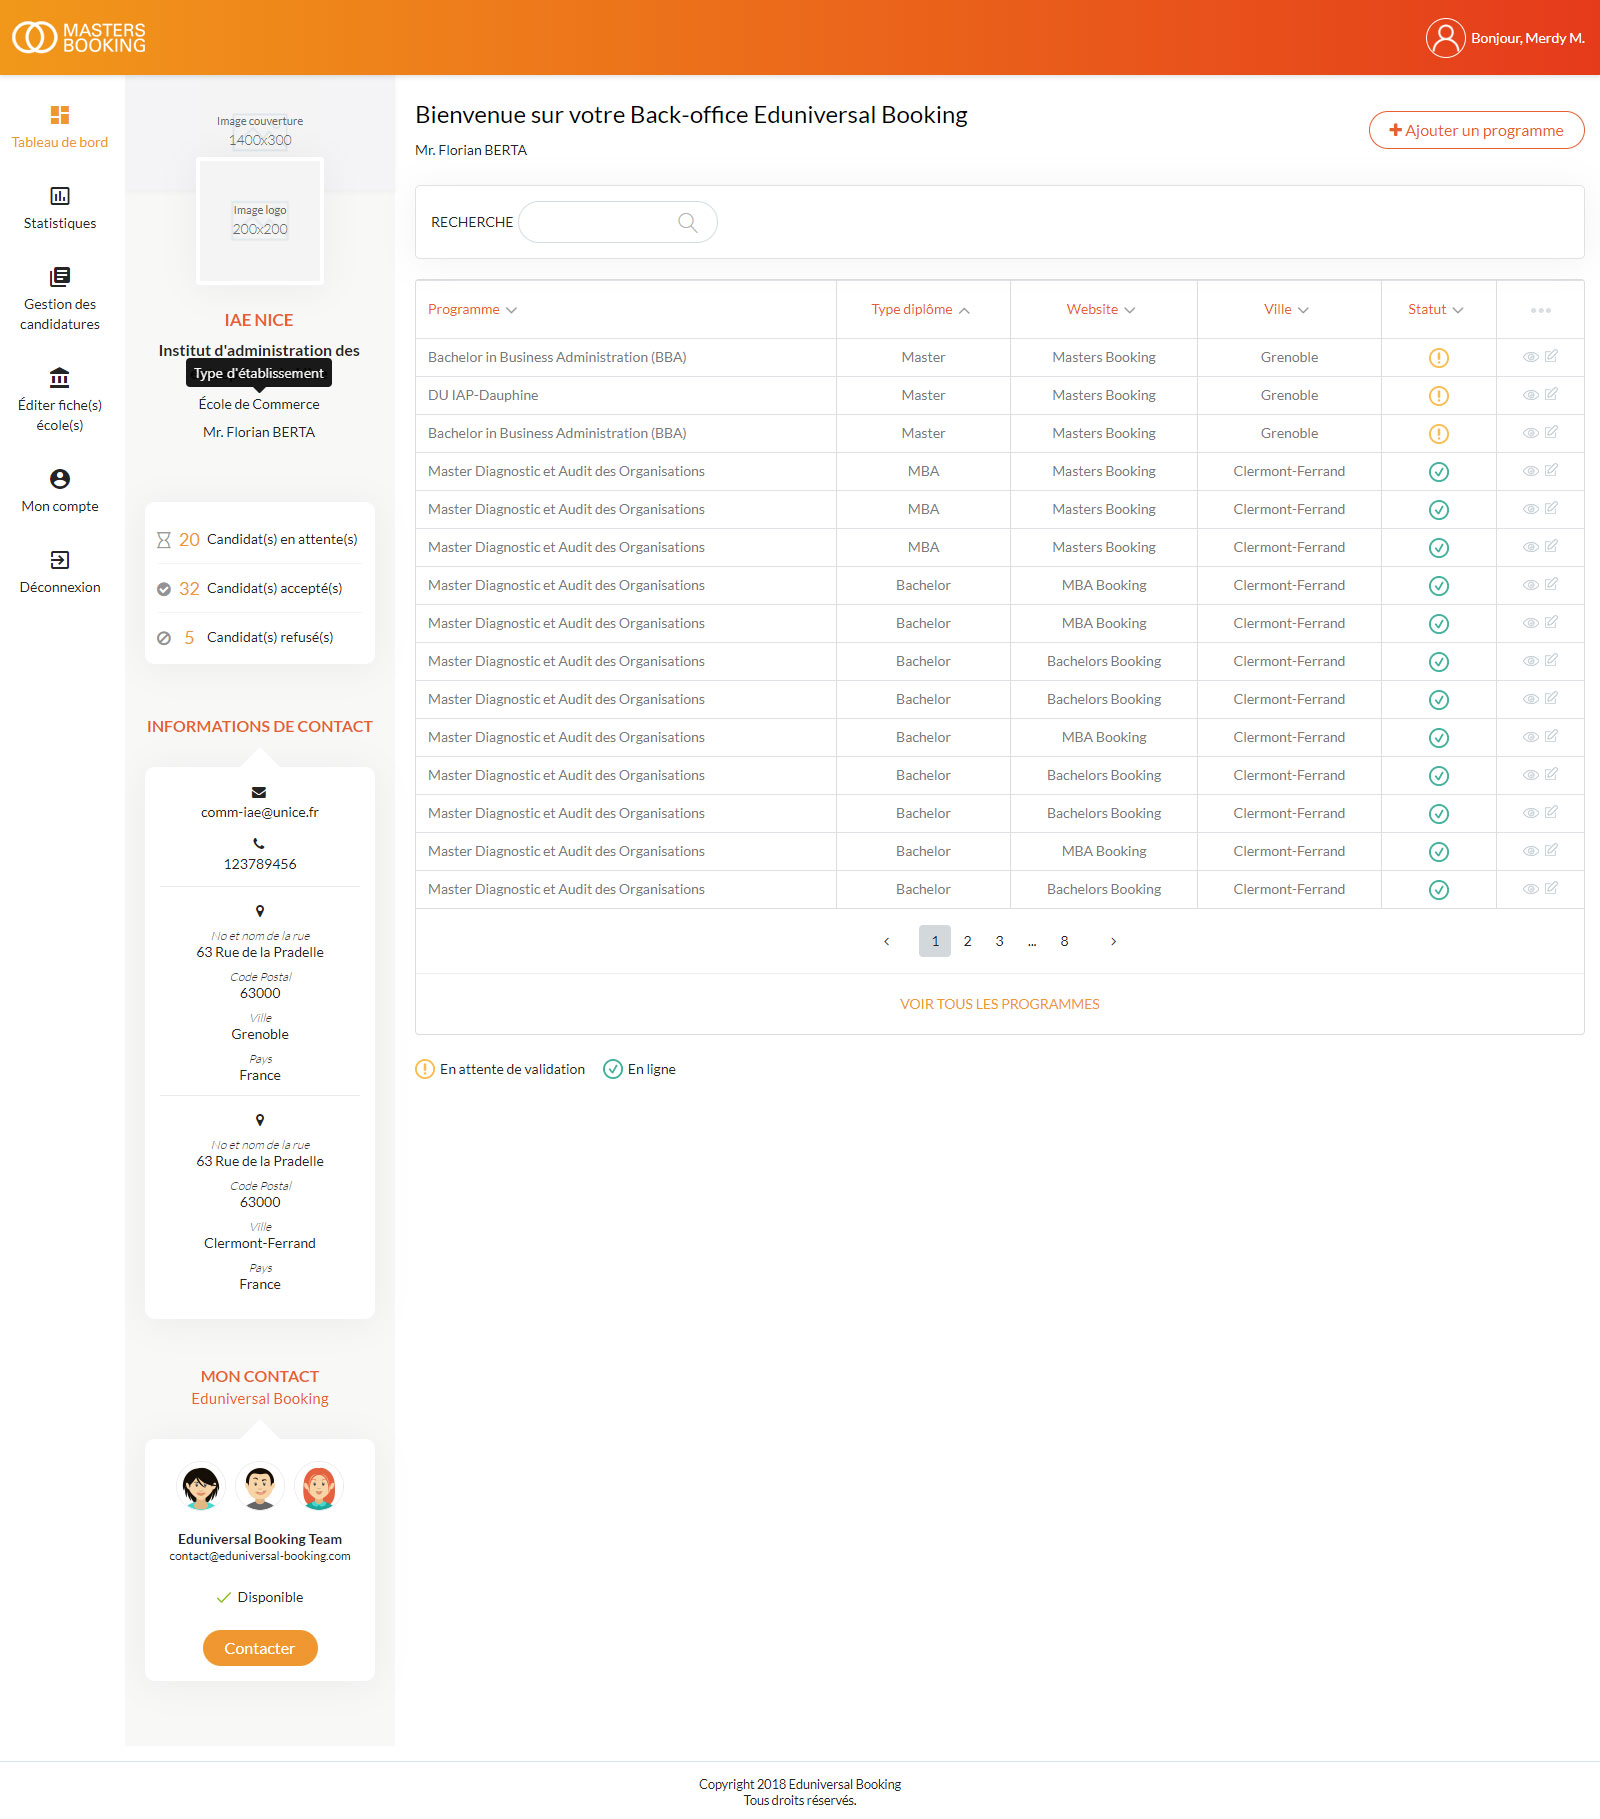 MASTERS
BOOKING
Bonjour, Merdy M.
Tableau de bord
Statistiques
Gestion des
candidatures
Éditer fiche(s)
école(s)
Mon compte
Déconnexion
Image couverture
1400x300
Image logo
200x200
IAE NICE
Institut d'administration des
Type d'établissement
École de Commerce
Mr. Florian BERTA
20 Candidat(s) en attente(s)
32 Candidat(s) accepté(s)
5 Candidat(s) refusé(s)
INFORMATIONS DE CONTACT
comm-iae@unice.fr
123789456
No et nom de la rue
63 Rue de la Pradelle
Code Postal
63000
Ville
Grenoble
Pays
France
No et nom de la rue
63 Rue de la Pradelle
Code Postal
63000
Ville
Clermont-Ferrand
Pays
France
MON CONTACT
Eduniversal Booking
Eduniversal Booking Team
contact@eduniversal-booking.com
Disponible
Contacter
Bienvenue sur votre Back-office Eduniversal Booking
Mr. Florian BERTA
+ Ajouter un programme
RECHERCHE
Programme Type diplôme Website Ville Statut ...
Bachelor in Business Administration (BBA) Master Masters Booking Grenoble
DU IAP-Dauphine Master Masters Booking Grenoble
Bachelor in Business Administration (BBA) Master Masters Booking Grenoble
Master Diagnostic et Audit des Organisations MBA Masters Booking Clermont-Ferrand
Master Diagnostic et Audit des Organisations MBA Masters Booking Clermont-Ferrand
Master Diagnostic et Audit des Organisations MBA Masters Booking Clermont-Ferrand
Master Diagnostic et Audit des Organisations Bachelor MBA Booking Clermont-Ferrand
Master Diagnostic et Audit des Organisations Bachelor MBA Booking Clermont-Ferrand
Master Diagnostic et Audit des Organisations Bachelor Bachelors Booking Clermont-Ferrand
Master Diagnostic et Audit des Organisations Bachelor Bachelors Booking Clermont-Ferrand
Master Diagnostic et Audit des Organisations Bachelor MBA Booking Clermont-Ferrand
Master Diagnostic et Audit des Organisations Bachelor Bachelors Booking Clermont-Ferrand
Master Diagnostic et Audit des Organisations Bachelor Bachelors Booking Clermont-Ferrand
Master Diagnostic et Audit des Organisations Bachelor MBA Booking Clermont-Ferrand
Master Diagnostic et Audit des Organisations Bachelor Bachelors Booking Clermont-Ferrand
‹ 1 2 3 ... 8 ›
VOIR TOUS LES PROGRAMMES
En attente de validation En ligne
Copyright 2018 Eduniversal Booking
Tous droits réservés.